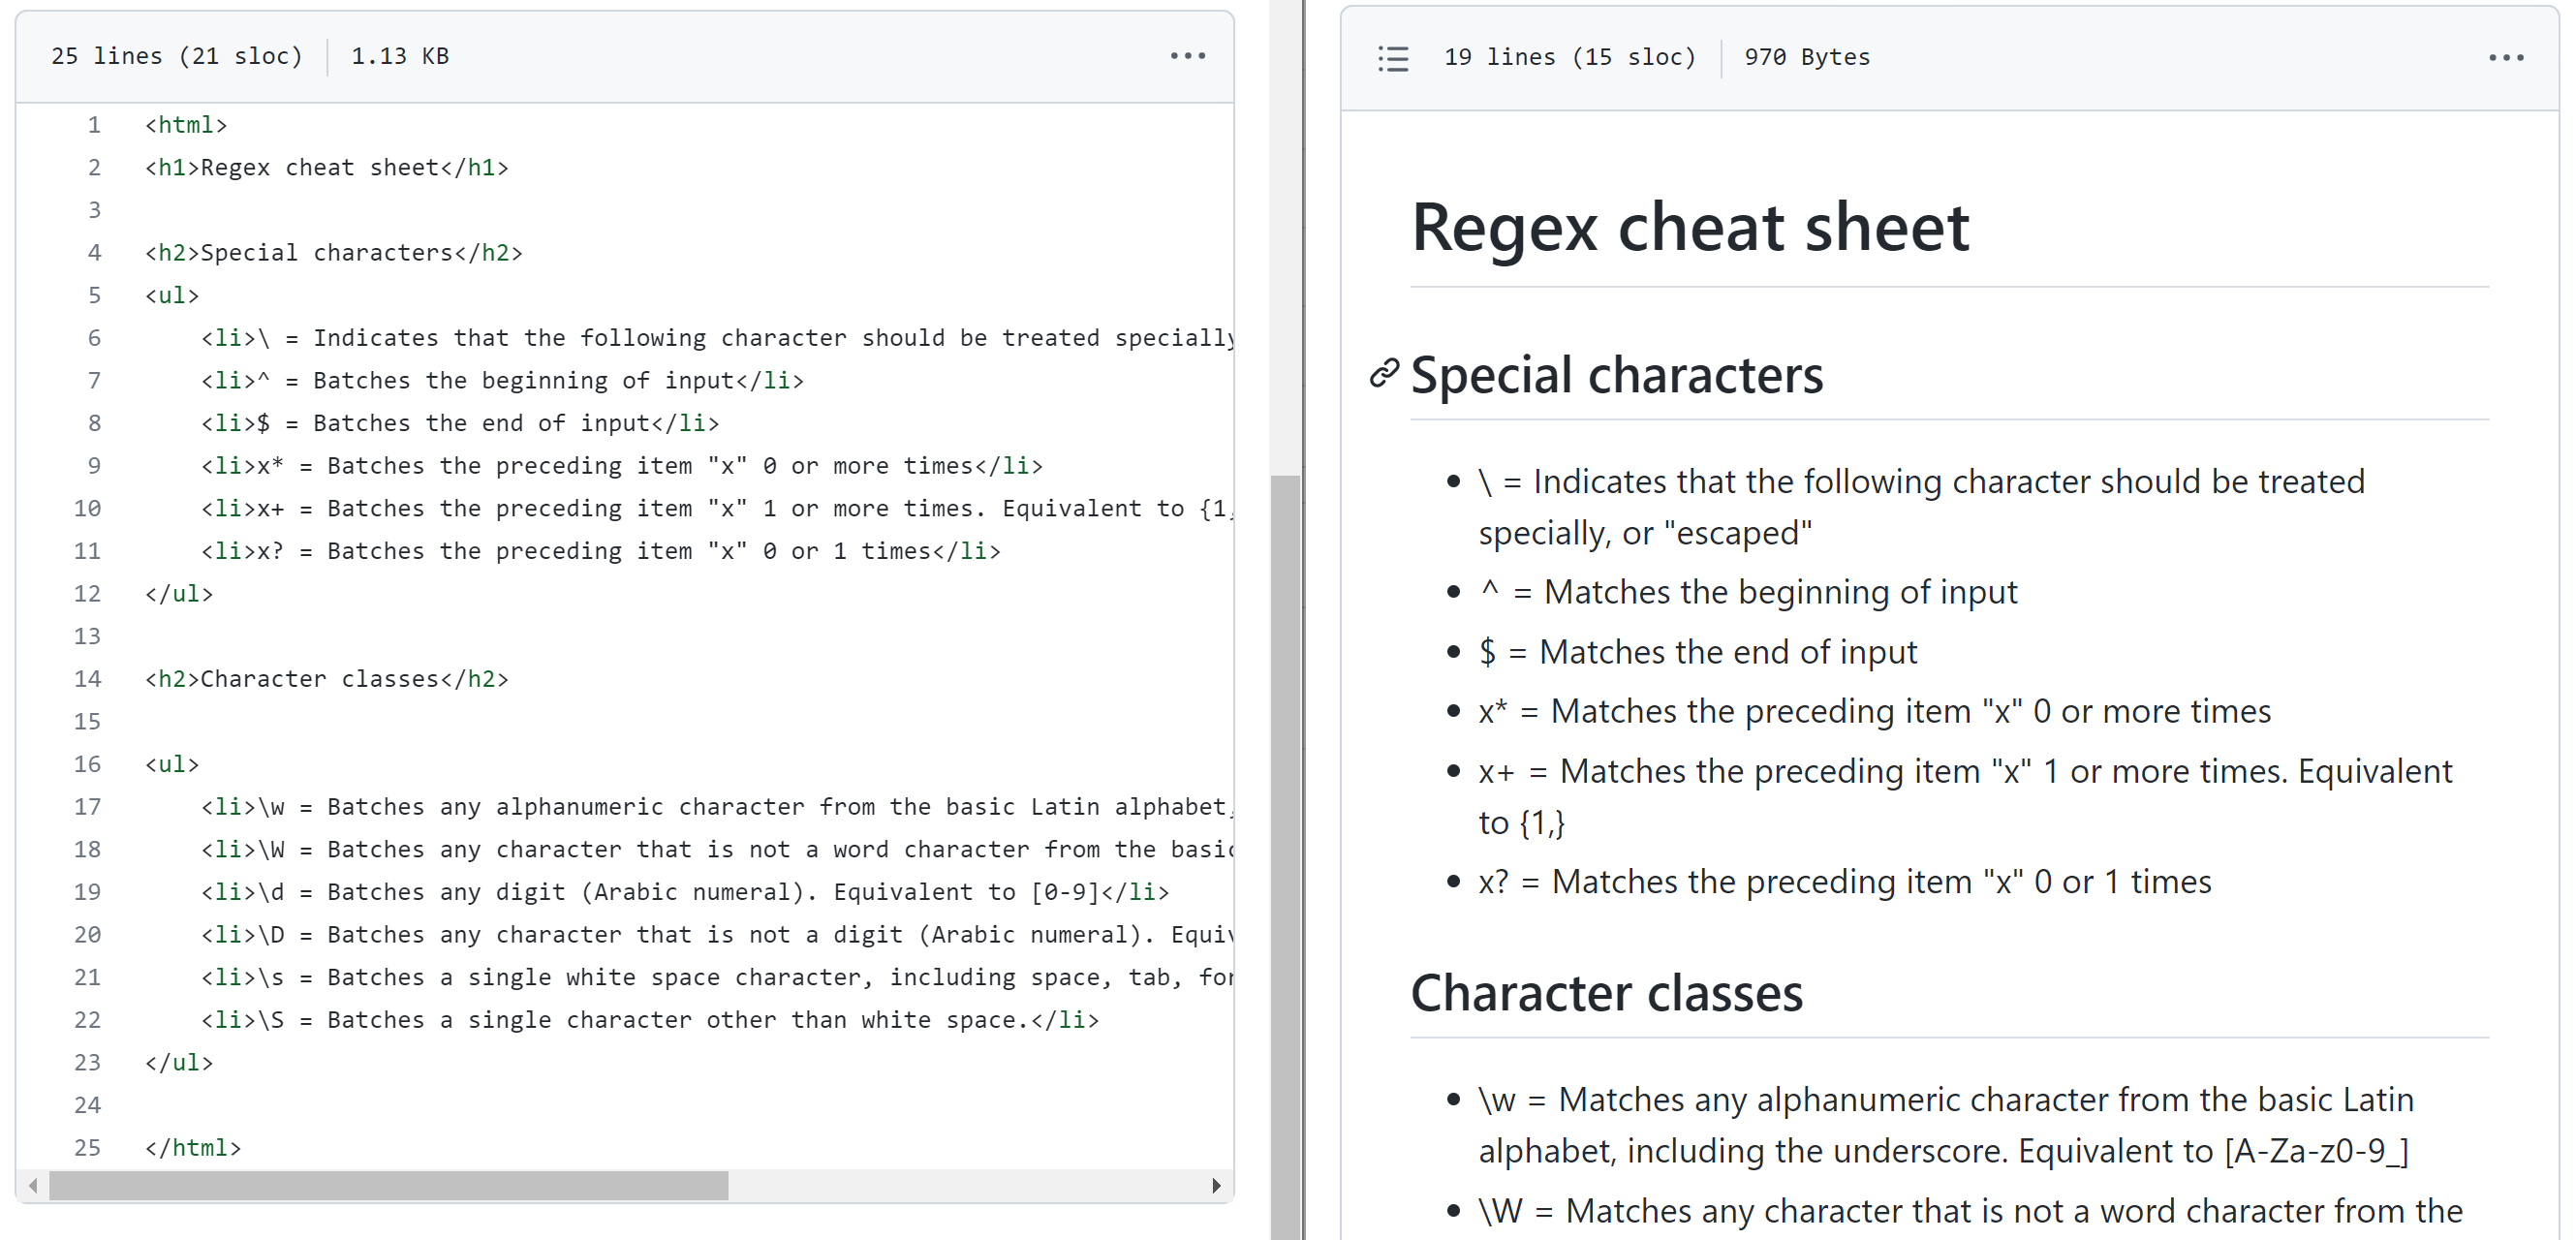 25 lines (21 sloc) 1.13 KB
1 <html>
2 <h1>Regex cheat sheet</h1>
3
4 <h2>Special characters</h2>
5 <ul>
6 <li>\ = Indicates that the following character should be treated specially
7 <li>^ = Batches the beginning of input</li>
8 <li>$ = Batches the end of input</li>
9 <li>x* = Batches the preceding item "x" 0 or more times</li>
10 <li>x+ = Batches the preceding item "x" 1 or more times. Equivalent to {1,
11 <li>x? = Batches the preceding item "x" 0 or 1 times</li>
12 </ul>
13
14 <h2>Character classes</h2>
15
16 <ul>
17 <li>\w = Batches any alphanumeric character from the basic Latin alphabet,
18 <li>\W = Batches any character that is not a word character from the basic
19 <li>\d = Batches any digit (Arabic numeral). Equivalent to [0-9]</li>
20 <li>\D = Batches any character that is not a digit (Arabic numeral). Equiv
21 <li>\s = Batches a single white space character, including space, tab, for
22 <li>\S = Batches a single character other than white space.</li>
23 </ul>
24
25 </html>
19 lines (15 sloc) 970 Bytes
Regex cheat sheet
Special characters
• \ = Indicates that the following character should be treated
specially, or "escaped"
• ^ = Matches the beginning of input
• $ = Matches the end of input
• x* = Matches the preceding item "x" 0 or more times
• x+ = Matches the preceding item "x" 1 or more times. Equivalent
to {1,}
• x? = Matches the preceding item "x" 0 or 1 times
Character classes
• \w = Matches any alphanumeric character from the basic Latin
alphabet, including the underscore. Equivalent to [A-Za-z0-9_]
• \W = Matches any character that is not a word character from the